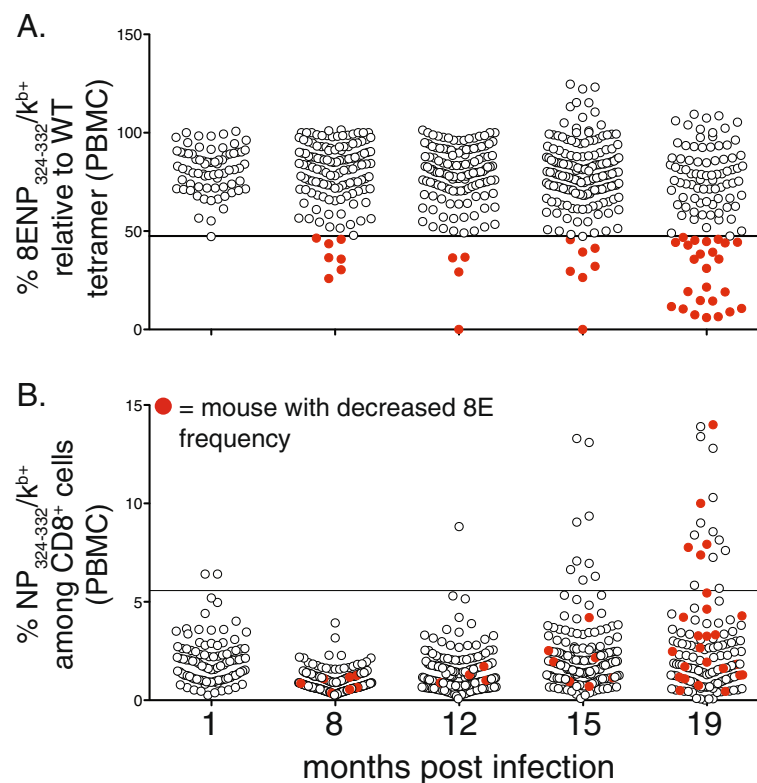 A.
% 8ENP324-332/kb+
relative to WT
tetramer (PBMC)
150
100
50
0
B.
= mouse with decreased 8E
frequency
% NP324-332/kb+
among CD8+ cells
(PBMC)
15
10
5
0
1 8 12 15 19
months post infection